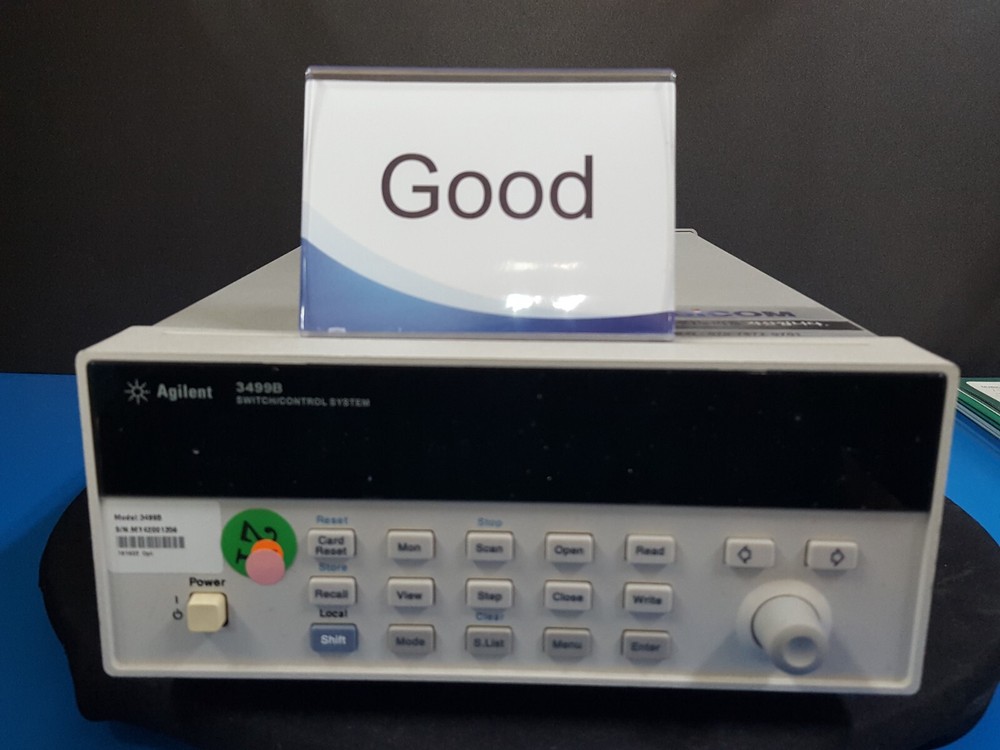 Good
Agilent
3499B
SWITCH/CONTROL SYSTEM
Model:3499B
Power
Reset
Card Reset
Mon
Stop
Scan
Open
Read
Store
Recall
View
Step
Close
Write
Local
Shift
Mode
Clear
S.List
Menu
Enter